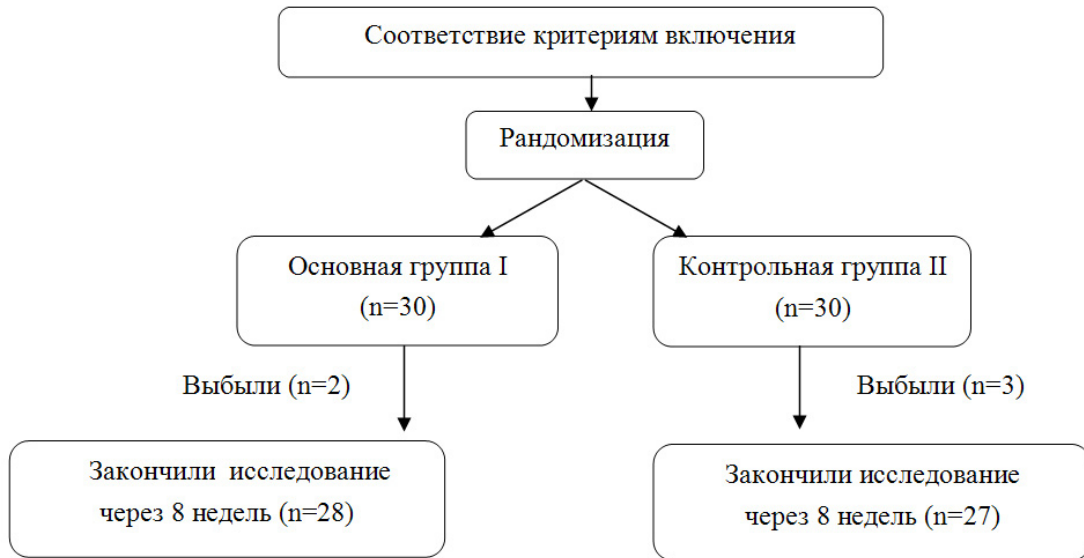 Соответствие критериям включения
Рандомизация
Основная группа I
(n=30)
Контрольная группа II
(n=30)
Выбыли (n=2)
Выбыли (n=3)
Закончили исследование
через 8 недель (n=28)
Закончили исследование
через 8 недель (n=27)